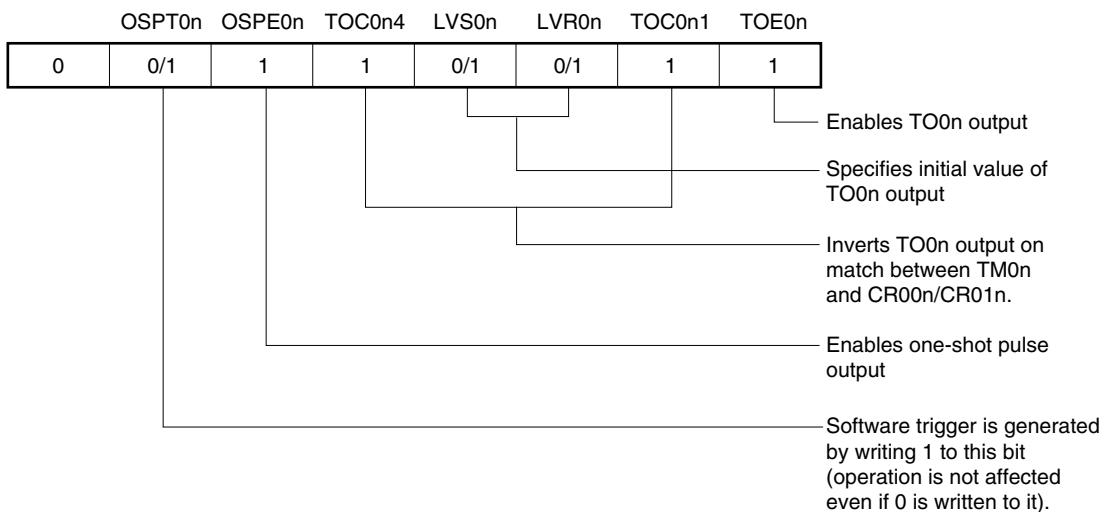 OSPT0n OSPE0n TOC0n4 LVS0n LVR0n TOC0n1 TOE0n
0 0/1 1 1 0/1 0/1 1 1
Enables TO0n output
Specifies initial value of
TO0n output
Inverts TO0n output on
match between TM0n
and CR00n/CR01n.
Enables one-shot pulse
output
Software trigger is generated
by writing 1 to this bit
(operation is not affected
even if 0 is written to it).